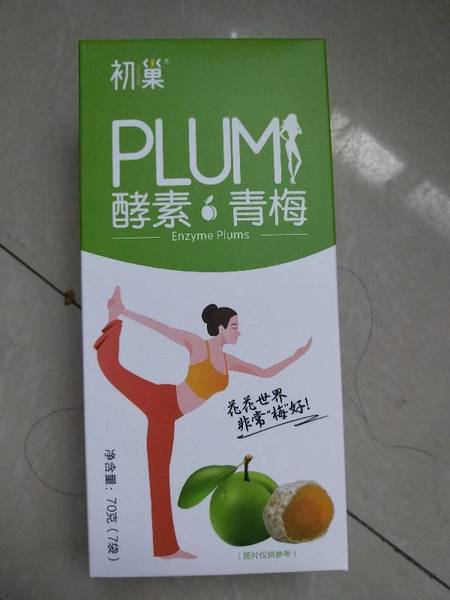 初巢®
PLUM
酵素·青梅
Enzyme Plums
花花世界
非常“梅”好!
净含量：70克（7袋）
（图片仅供参考）